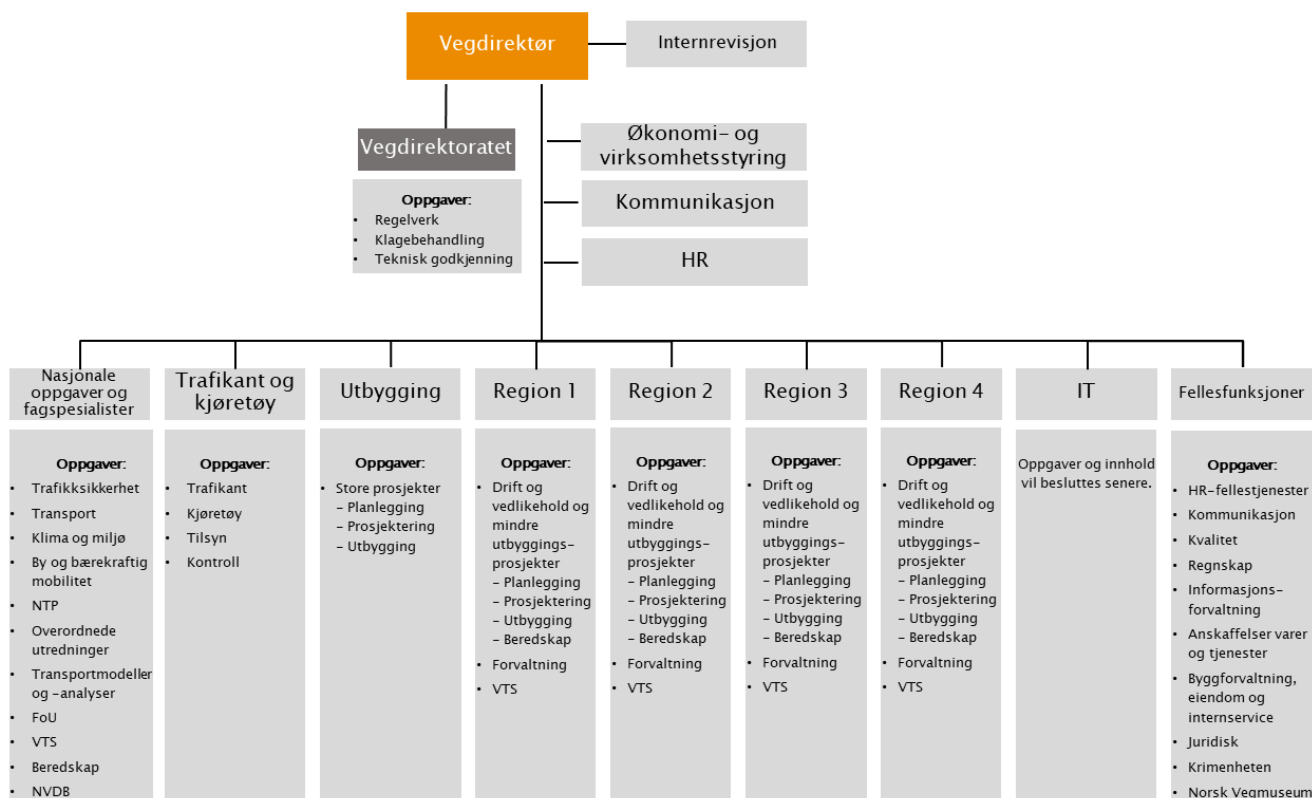 Vegdirektør
Internrevisjon
Vegdirektoratet
Oppgaver:
• Regelverk
• Klagebehandling
• Teknisk godkjenning
Økonomi- og
virksomhetsstyring
Kommunikasjon
HR
Nasjonale
oppgaver og
fagspesialister
Oppgaver:
• Trafikksikkerhet
• Transport
• Klima og miljø
• By og bærekraftig
mobilitet
• NTP
• Overordnede
utredninger
• Transportmodeller
og -analyser
• FoU
• VTS
• Beredskap
• NVDB
Trafikant og
kjøretøy
Oppgaver:
• Trafikant
• Kjøretøy
• Tilsyn
• Kontroll
Utbygging
Oppgaver:
• Store prosjekter
– Planlegging
– Prosjektering
– Utbygging
Region 1
Oppgaver:
• Drift og
vedlikehold og
mindre
utbyggings-
prosjekter
– Planlegging
– Prosjektering
– Utbygging
– Beredskap
• Forvaltning
• VTS
Region 2
Oppgaver:
• Drift og
vedlikehold og
mindre
utbyggings-
prosjekter
– Planlegging
– Prosjektering
– Utbygging
– Beredskap
• Forvaltning
• VTS
Region 3
Oppgaver:
• Drift og
vedlikehold og
mindre
utbyggings-
prosjekter
– Planlegging
– Prosjektering
– Utbygging
– Beredskap
• Forvaltning
• VTS
Region 4
Oppgaver:
• Drift og
vedlikehold og
mindre
utbyggings-
prosjekter
– Planlegging
– Prosjektering
– Utbygging
– Beredskap
• Forvaltning
• VTS
IT
Oppgaver og innhold
vil besluttes senere.
Fellesfunksjoner
Oppgaver:
• HR-fellestjenester
• Kommunikasjon
• Kvalitet
• Regnskap
• Informasjons-
forvaltning
• Anskaffelser varer
og tjenester
• Byggforvaltning,
eiendom og
internservice
• Juridisk
• Krimenheten
• Norsk Vegmuseum